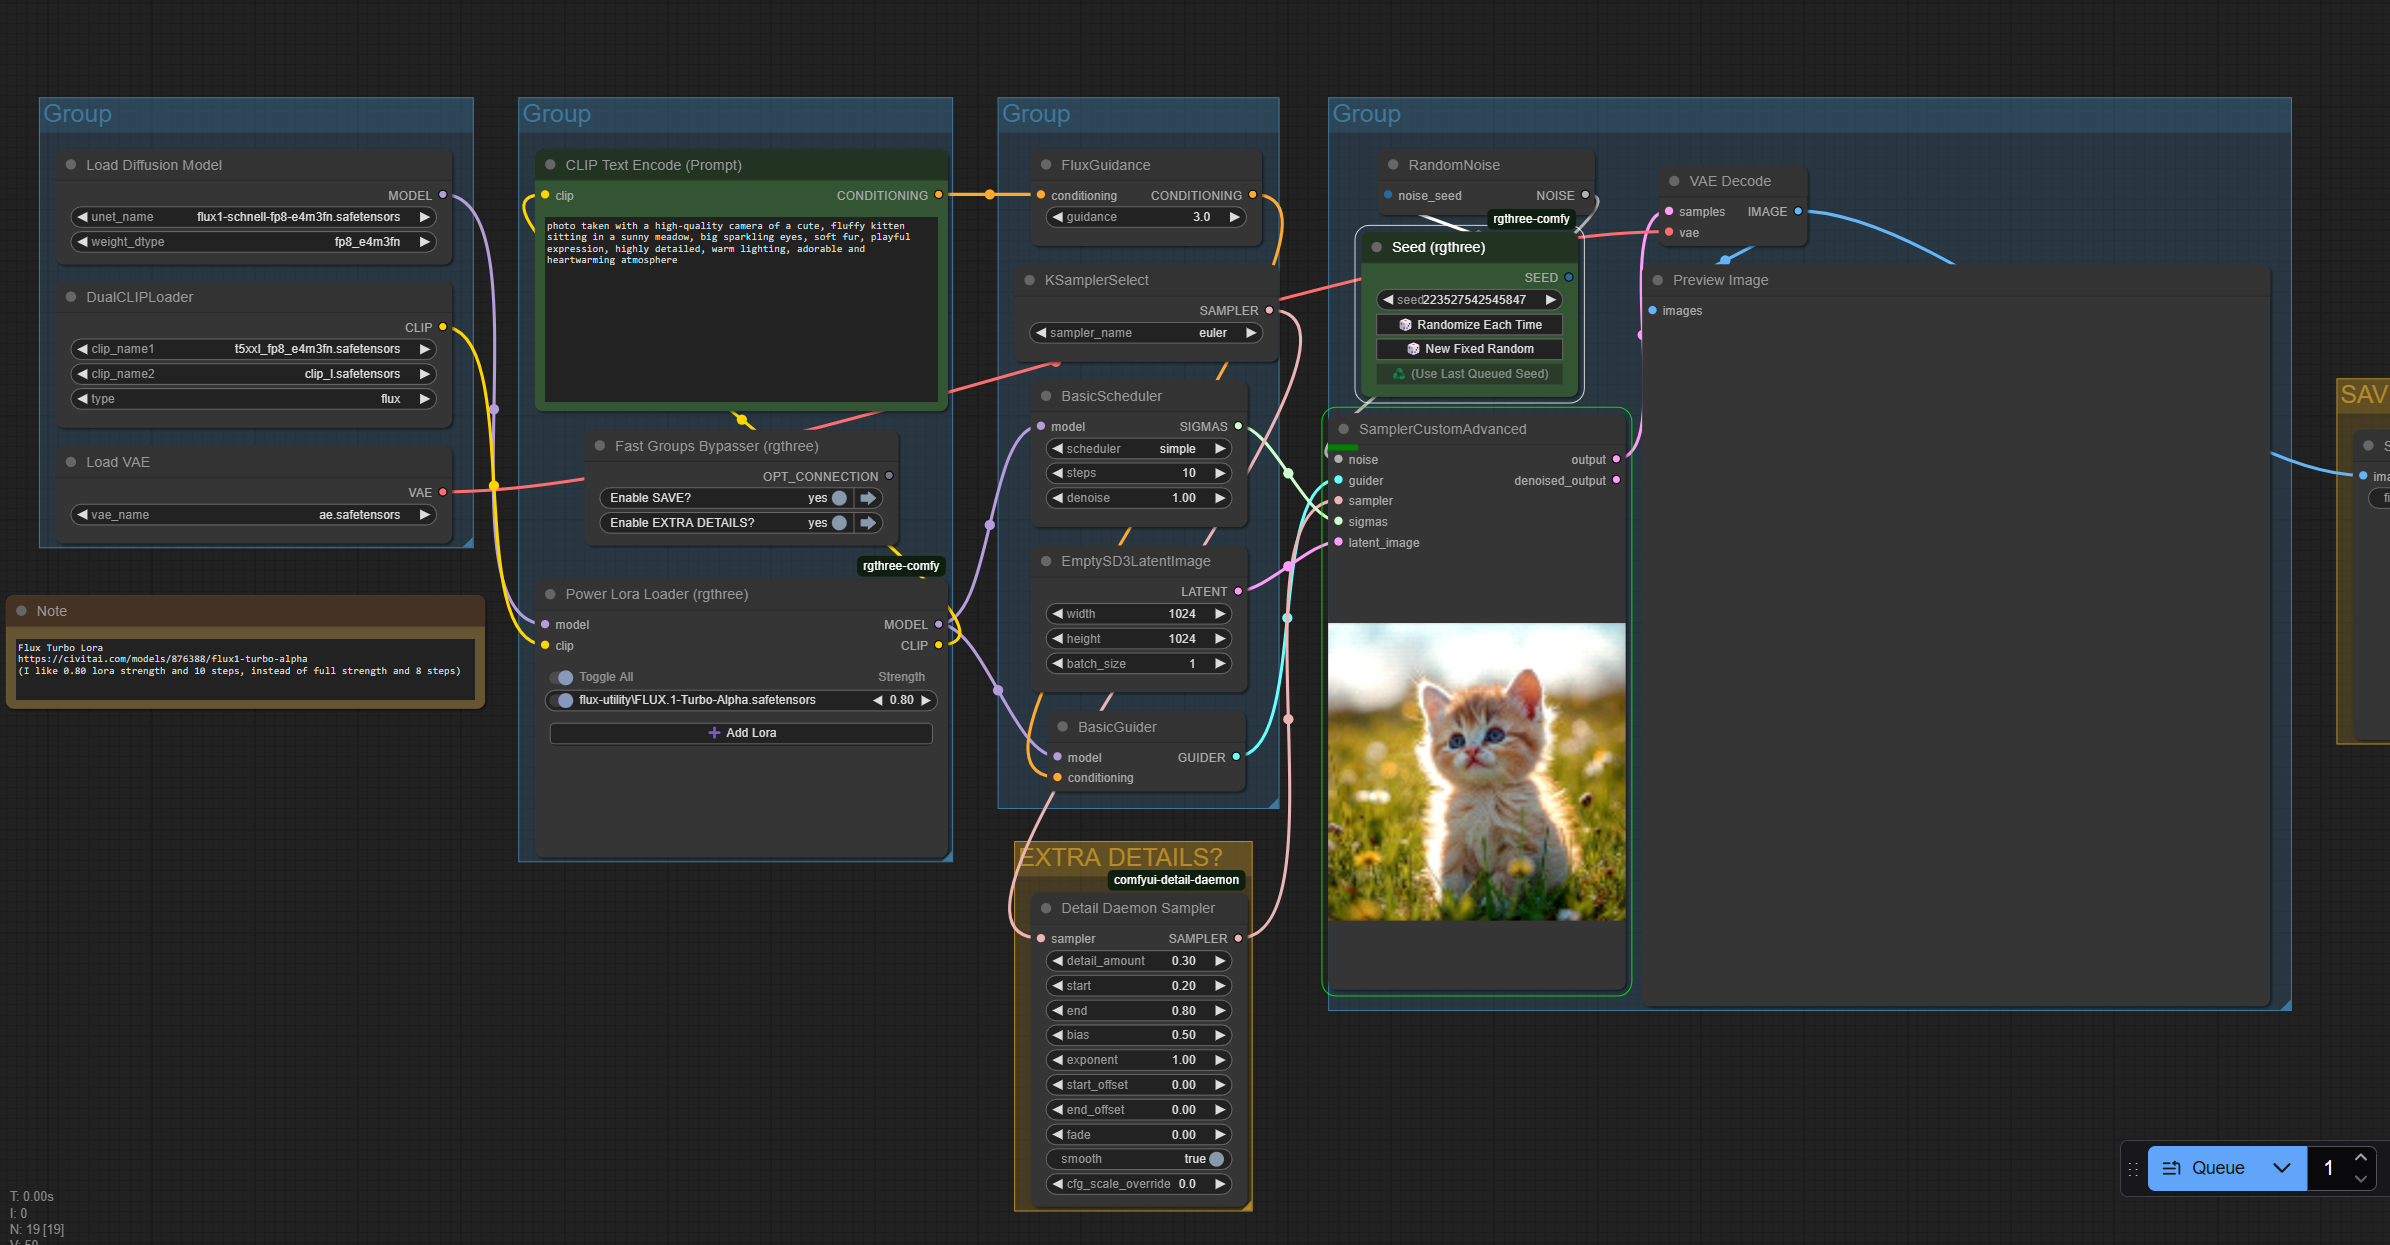 Group
Load Diffusion Model
MODEL
unet_name flux1-schnell-fp8-e4m3fn.safetensors
weight_dtype fp8_e4m3fn
DualCLIPLoader
CLIP
clip_name1 t5xxl_fp8_e4m3fn.safetensors
clip_name2 clip_l.safetensors
type flux
Load VAE
VAE
vae_name ae.safetensors
Note
Flux Turbo Lora
https://civitai.com/models/876388/flux1-turbo-alpha
(I like 0.80 lora strength and 10 steps, instead of full strength and 8 steps)
Group
CLIP Text Encode (Prompt)
clip CONDITIONING
photo taken with a high-quality camera of a cute, fluffy kitten
sitting in a sunny meadow, big sparkling eyes, soft fur, playful
expression, highly detailed, warm lighting, adorable and
heartwarming atmosphere
Fast Groups Bypasser (rgthree)
OPT_CONNECTION
Enable SAVE? yes
Enable EXTRA DETAILS? yes
rgthree-comfy
Power Lora Loader (rgthree)
model MODEL
clip CLIP
Toggle All Strength
flux-utility\FLUX.1-Turbo-Alpha.safetensors 0.80
+ Add Lora
Group
FluxGuidance
conditioning CONDITIONING
guidance 3.0
KSamplerSelect
SAMPLER
sampler_name euler
BasicScheduler
model SIGMAS
scheduler simple
steps 10
denoise 1.00
EmptySD3LatentImage
LATENT
width 1024
height 1024
batch_size 1
BasicGuider
model GUIDER
conditioning
EXTRA DETAILS?
comfyui-detail-daemon
Detail Daemon Sampler
sampler SAMPLER
detail_amount 0.30
start 0.20
end 0.80
bias 0.50
exponent 1.00
start_offset 0.00
end_offset 0.00
fade 0.00
smooth true
cfg_scale_override 0.0
Group
RandomNoise
noise_seed NOISE
rgthree-comfy
Seed (rgthree)
SEED
seed 223527542545847
Randomize Each Time
New Fixed Random
(Use Last Queued Seed)
SamplerCustomAdvanced
noise output
guider denoised_output
sampler
sigmas
latent_image
VAE Decode
samples IMAGE
vae
Preview Image
images
SAV
S
ima
fi
Queue 1
T: 0.00s
I: 0
N: 19 [19]